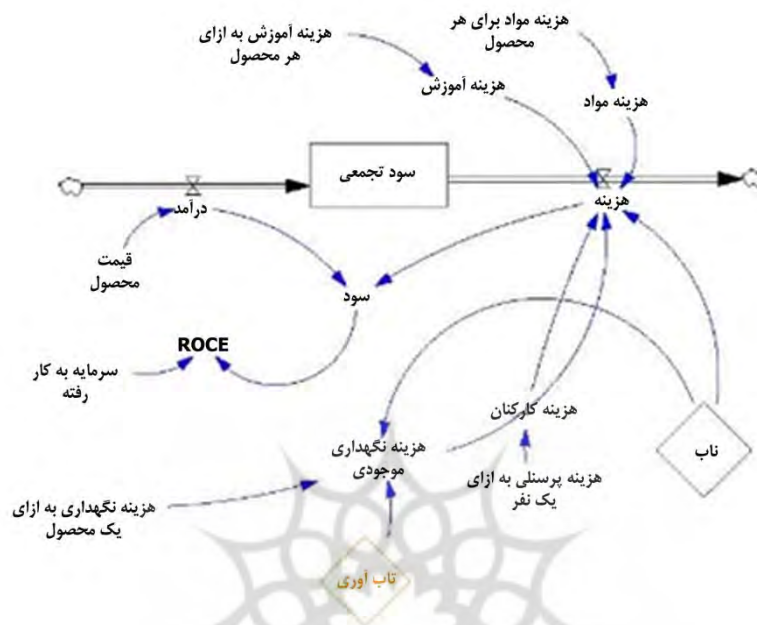 هزینه مواد برای هر
محصول
هزینه آموزش به ازای
هر محصول
هزینه آموزش
هزینه مواد
سود تجمعی
درآمد
هزینه
قیمت
محصول
سود
ROCE
سرمایه به کار
رفته
هزینه کارکنان
ناب
هزینه نگهداری
موجودی
هزینه پرسنلی به ازای
یک نفر
هزینه نگهداری به ازای
یک محصول
تاب آوری